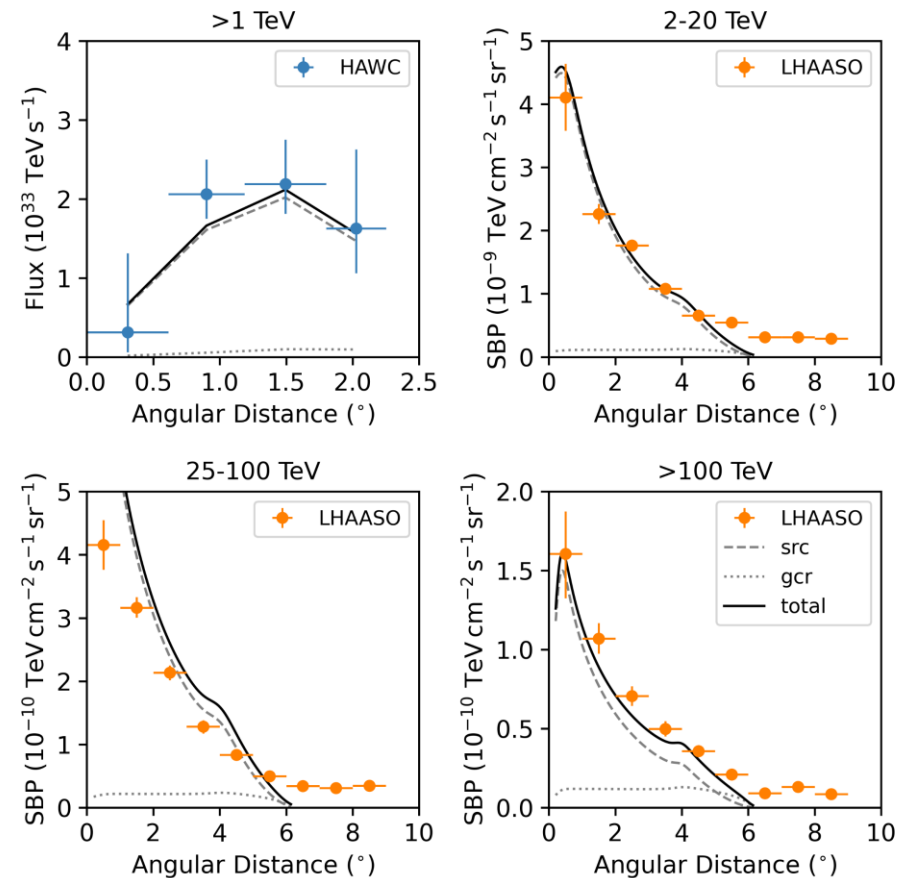 >1 TeV
4
3
2
1
0
0.0 0.5 1.0 1.5 2.0 2.5
Flux (10³³ TeV s⁻¹)
Angular Distance (°)
HAWC
2-20 TeV
5
4
3
2
1
0
0 2 4 6 8 10
SBP (10⁻⁹ TeV cm⁻² s⁻¹ sr⁻¹)
Angular Distance (°)
LHAASO
25-100 TeV
5
4
3
2
1
0
0 2 4 6 8 10
SBP (10⁻¹⁰ TeV cm⁻² s⁻¹ sr⁻¹)
Angular Distance (°)
LHAASO
>100 TeV
2.0
1.5
1.0
0.5
0.0
0 2 4 6 8 10
SBP (10⁻¹⁰ TeV cm⁻² s⁻¹ sr⁻¹)
Angular Distance (°)
LHAASO
src
gcr
total